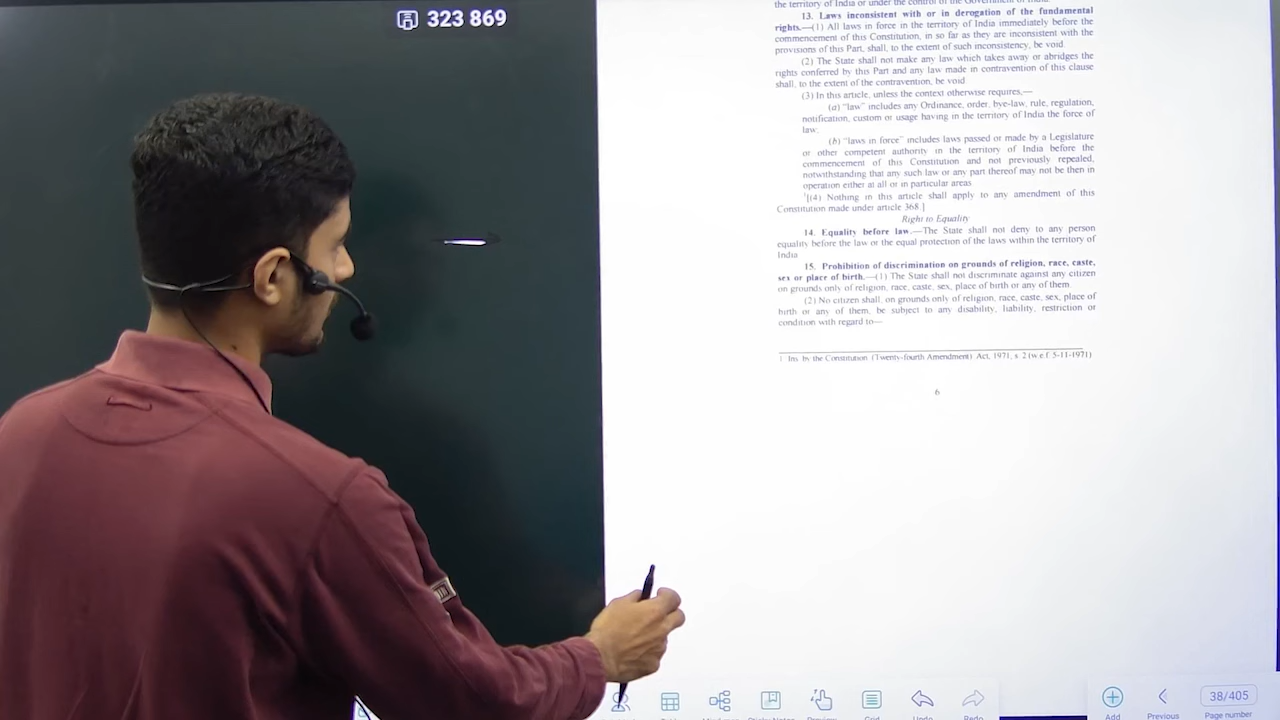 323 869
the territory of India or under the control of the Government of India.
13. Laws inconsistent with or in derogation of the fundamental
rights.—(1) All laws in force in the territory of India immediately before the
commencement of this Constitution, in so far as they are inconsistent with the
provisions of this Part, shall, to the extent of such inconsistency, be void.
(2) The State shall not make any law which takes away or abridges the
rights conferred by this Part and any law made in contravention of this clause
shall, to the extent of the contravention, be void.
(3) In this article, unless the context otherwise requires,—
(a) “law” includes any Ordinance, order, bye-law, rule, regulation,
notification, custom or usage having in the territory of India the force of
law;
(b) “laws in force” includes laws passed or made by a Legislature
or other competent authority in the territory of India before the
commencement of this Constitution and not previously repealed,
notwithstanding that any such law or any part thereof may not be then in
operation either at all or in particular areas.
1[(4) Nothing in this article shall apply to any amendment of this
Constitution made under article 368.]
Right to Equality
14. Equality before law.—The State shall not deny to any person
equality before the law or the equal protection of the laws within the territory of
India.
15. Prohibition of discrimination on grounds of religion, race, caste,
sex or place of birth.—(1) The State shall not discriminate against any citizen
on grounds only of religion, race, caste, sex, place of birth or any of them.
(2) No citizen shall, on grounds only of religion, race, caste, sex, place of
birth or any of them, be subject to any disability, liability, restriction or
condition with regard to—
1. Ins. by the Constitution (Twenty-fourth Amendment) Act, 1971, s. 2 (w.e.f. 5-11-1971).
6
Grid
Undo
Redo
Add
Previous
38/405
Page number